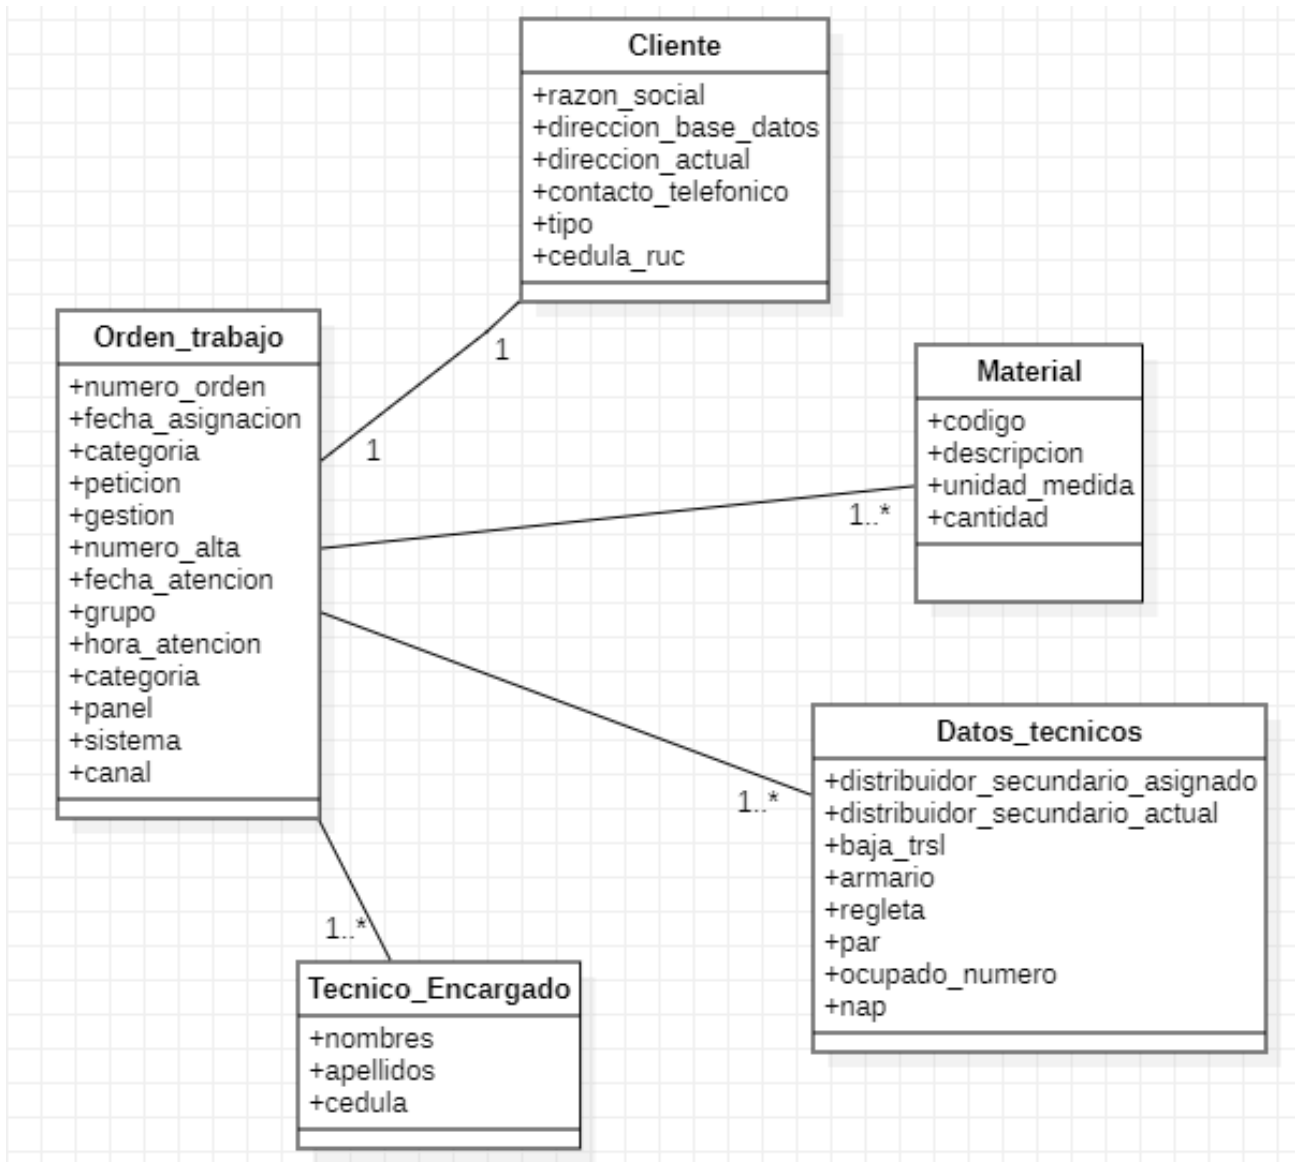 Cliente
+razon_social
+direccion_base_datos
+direccion_actual
+contacto_telefonico
+tipo
+cedula_ruc
1
1
Orden_trabajo
+numero_orden
+fecha_asignacion
+categoria
+peticion
+gestion
+numero_alta
+fecha_atencion
+grupo
+hora_atencion
+categoria
+panel
+sistema
+canal
Material
+codigo
+descripcion
+unidad_medida
+cantidad
1..*
Datos_tecnicos
+distribuidor_secundario_asignado
+distribuidor_secundario_actual
+baja_trsl
+armario
+regleta
+par
+ocupado_numero
+nap
1..*
1..*
Tecnico_Encargado
+nombres
+apellidos
+cedula